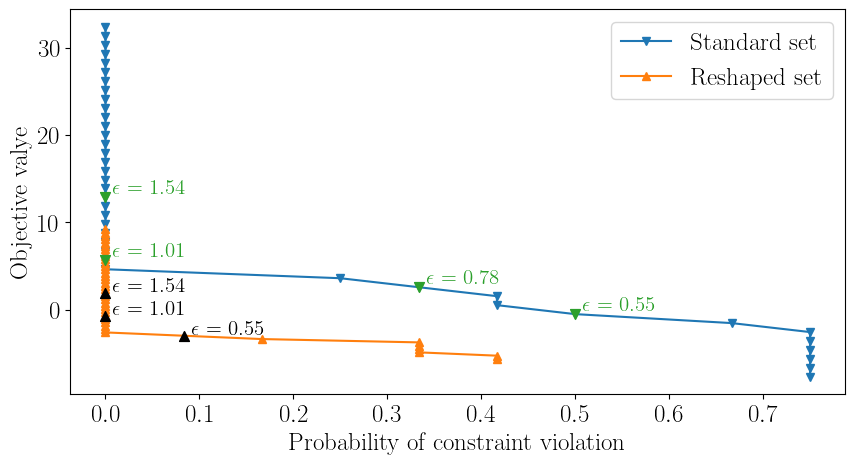 Standard set
Reshaped set
Objective valye
30
20
10
0
ϵ = 1.54
ϵ = 1.01
ϵ = 0.78
ϵ = 1.54
ϵ = 1.01
ϵ = 0.55
ϵ = 0.55
0.0 0.1 0.2 0.3 0.4 0.5 0.6 0.7
Probability of constraint violation